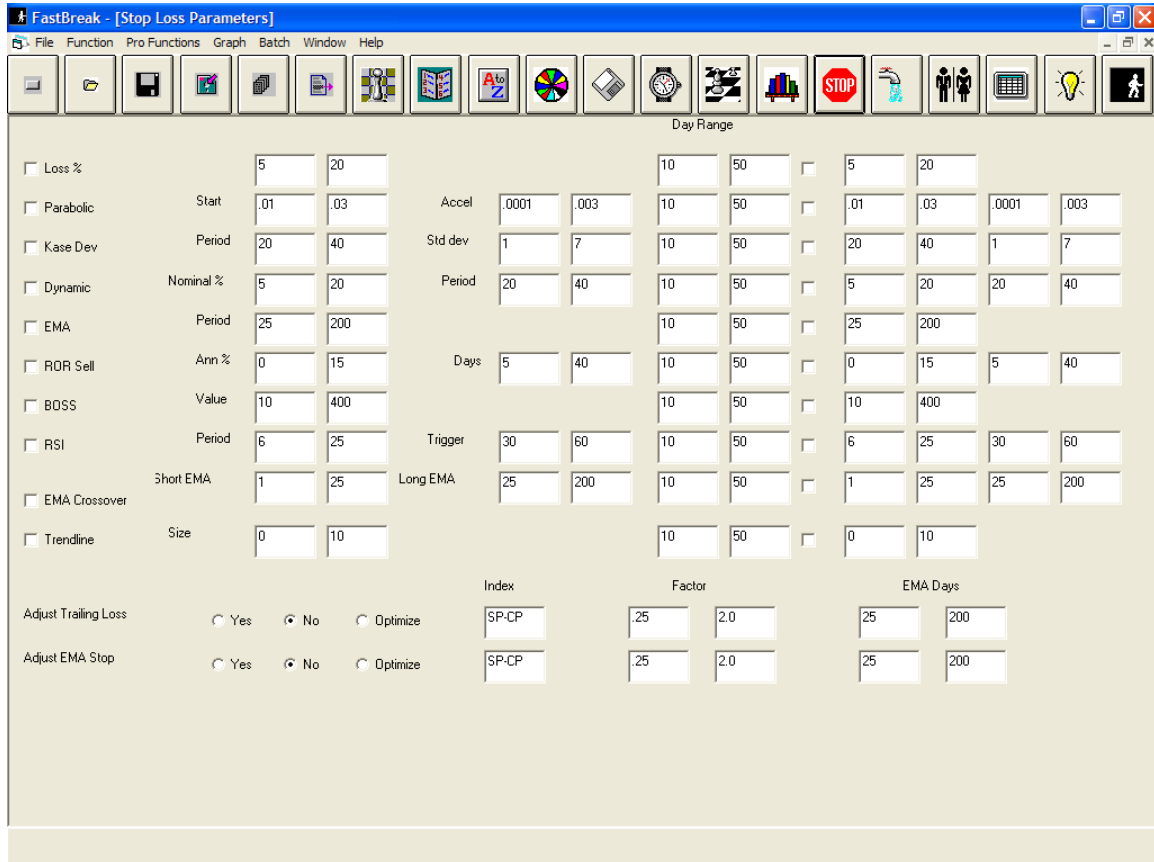 FastBreak - [Stop Loss Parameters]
File Function Pro Functions Graph Batch Window Help
A to Z STOP
Day Range
Loss % 5 20 10 50 5 20
Parabolic Start .01 .03 Accel .0001 .003 10 50 .01 .03 .0001 .003
Kase Dev Period 20 40 Std dev 1 7 10 50 20 40 1 7
Dynamic Nominal % 5 20 Period 20 40 10 50 5 20 20 40
EMA Period 25 200 10 50 25 200
ROR Sell Ann % 0 15 Days 5 40 10 50 0 15 5 40
BOSS Value 10 400 10 50 10 400
RSI Period 6 25 Trigger 30 60 10 50 6 25 30 60
EMA Crossover Short EMA 1 25 Long EMA 25 200 10 50 1 25 25 200
Trendline Size 0 10 10 50 0 10
Index Factor EMA Days
Adjust Trailing Loss Yes No Optimize SP-CP .25 2.0 25 200
Adjust EMA Stop Yes No Optimize SP-CP .25 2.0 25 200